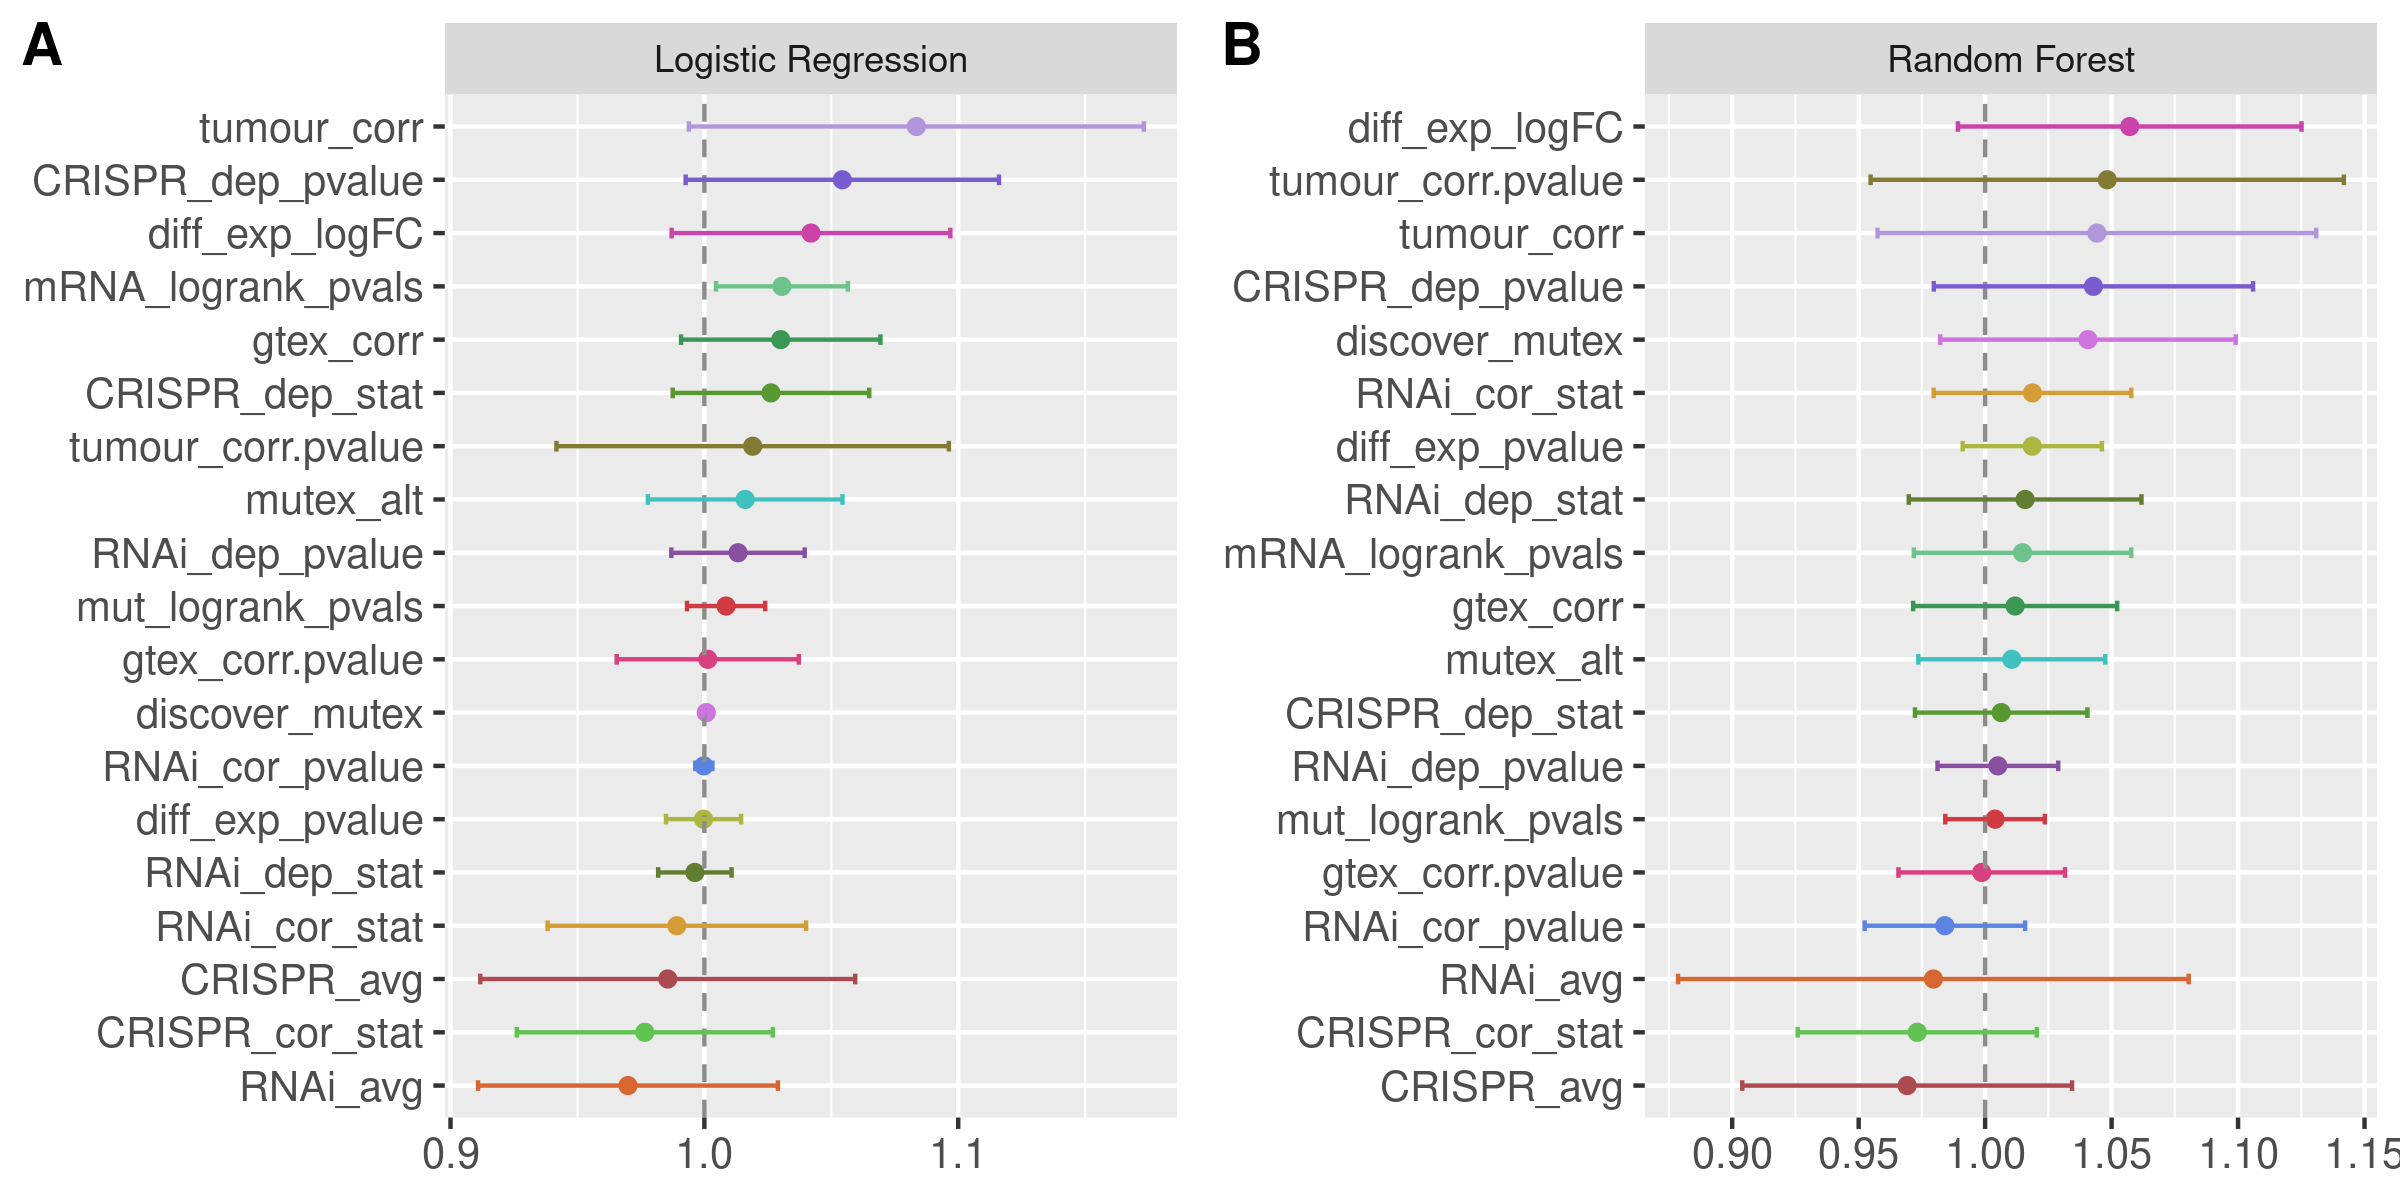 A
Logistic Regression
tumour_corr
CRISPR_dep_pvalue
diff_exp_logFC
mRNA_logrank_pvals
gtex_corr
CRISPR_dep_stat
tumour_corr.pvalue
mutex_alt
RNAi_dep_pvalue
mut_logrank_pvals
gtex_corr.pvalue
discover_mutex
RNAi_cor_pvalue
diff_exp_pvalue
RNAi_dep_stat
RNAi_cor_stat
CRISPR_avg
CRISPR_cor_stat
RNAi_avg
0.9 1.0 1.1
B
Random Forest
diff_exp_logFC
tumour_corr.pvalue
tumour_corr
CRISPR_dep_pvalue
discover_mutex
RNAi_cor_stat
diff_exp_pvalue
RNAi_dep_stat
mRNA_logrank_pvals
gtex_corr
mutex_alt
CRISPR_dep_stat
RNAi_dep_pvalue
mut_logrank_pvals
gtex_corr.pvalue
RNAi_cor_pvalue
RNAi_avg
CRISPR_cor_stat
CRISPR_avg
0.90 0.95 1.00 1.05 1.10 1.15